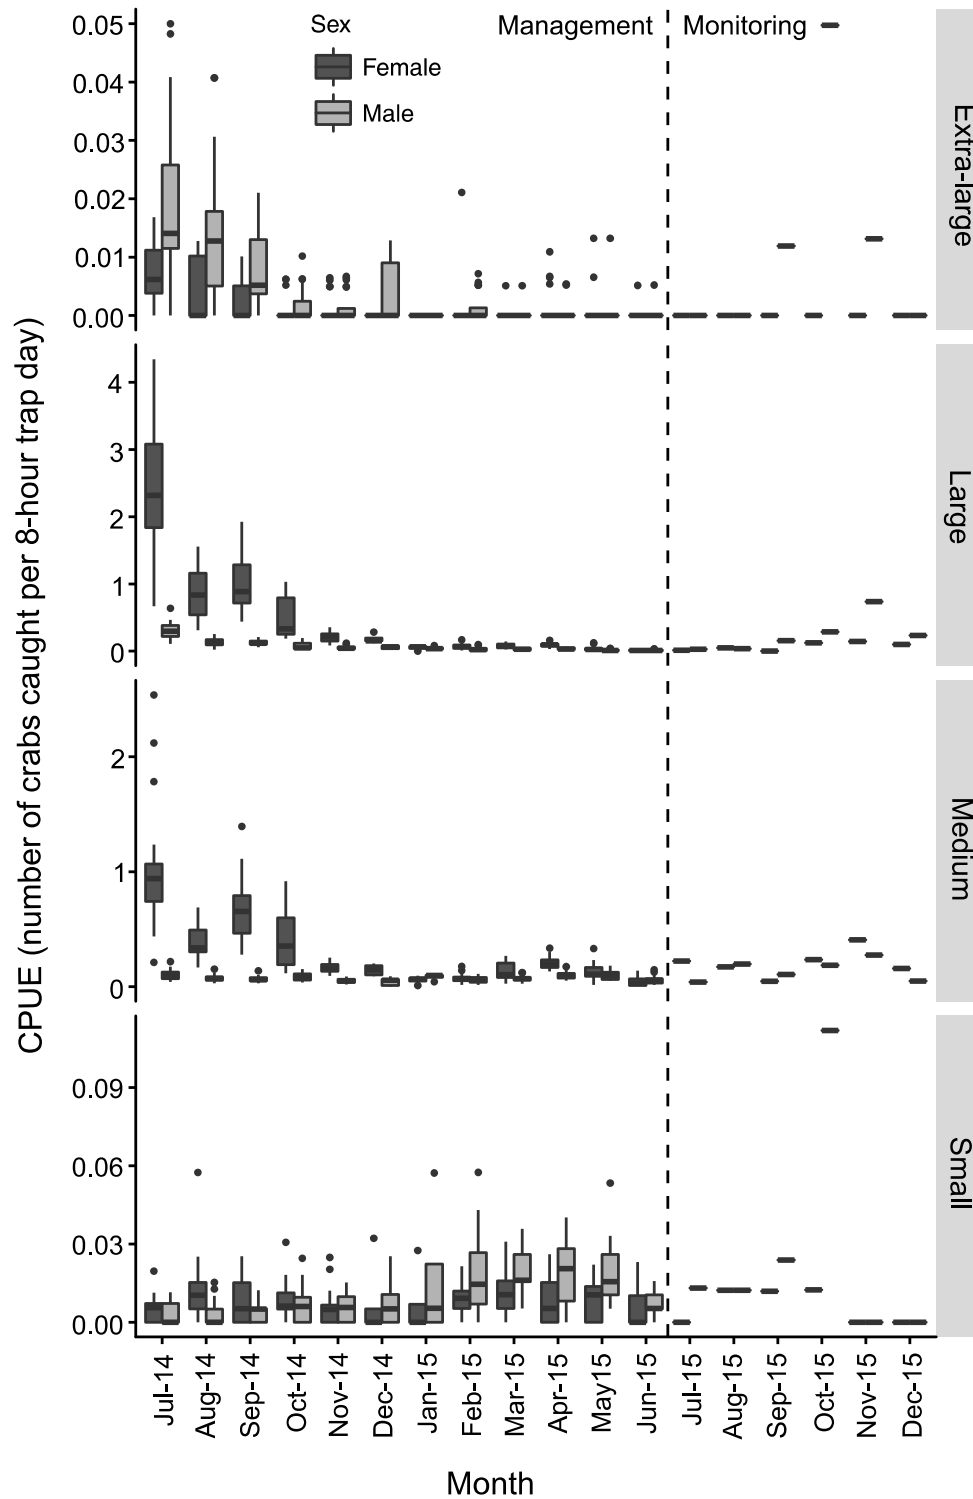 Sex
Female
Male
Management
Monitoring
0.05
0.04
0.03
0.02
0.01
0.00
Extra-large
4
3
2
1
0
Large
2
1
0
Medium
0.09
0.06
0.03
0.00
Small
CPUE (number of crabs caught per 8-hour trap day)
Jul-14
Aug-14
Sep-14
Oct-14
Nov-14
Dec-14
Jan-15
Feb-15
Mar-15
Apr-15
May15
Jun-15
Jul-15
Aug-15
Sep-15
Oct-15
Nov-15
Dec-15
Month